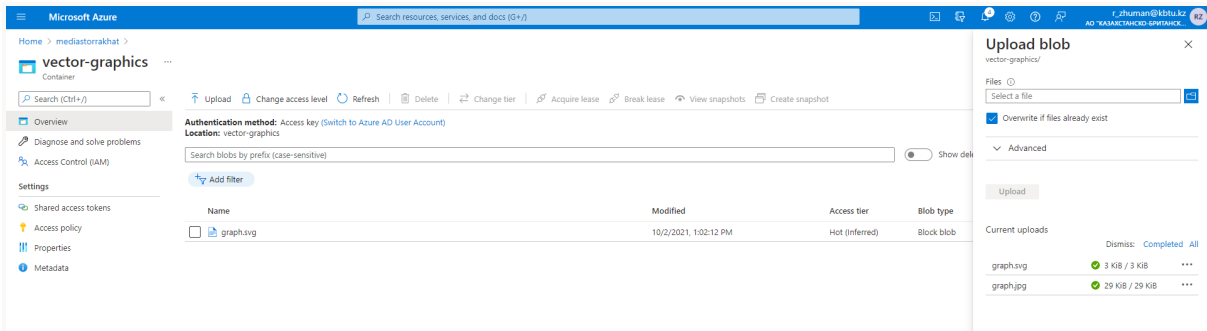 Microsoft Azure
Search resources, services, and docs (G+/)
4
r_zhuman@kbtu.kz
АО "КАЗАХСТАНСКО-БРИТАНСК...
RZ
Home > mediastorrakhat >
vector-graphics ...
Container
Search (Ctrl+/)
«
Overview
Diagnose and solve problems
Access Control (IAM)
Settings
Shared access tokens
Access policy
Properties
Metadata
Upload Change access level Refresh Delete Change tier Acquire lease Break lease View snapshots Create snapshot
Authentication method: Access key (Switch to Azure AD User Account)
Location: vector-graphics
Search blobs by prefix (case-sensitive)
Show dele
Add filter
Name Modified Access tier Blob type
graph.svg 10/2/2021, 1:02:12 PM Hot (Inferred) Block blob
Upload blob
vector-graphics/
Files
Select a file
Overwrite if files already exist
Advanced
Upload
Current uploads
Dismiss: Completed All
graph.svg 3 KiB / 3 KiB ...
graph.jpg 29 KiB / 29 KiB ...